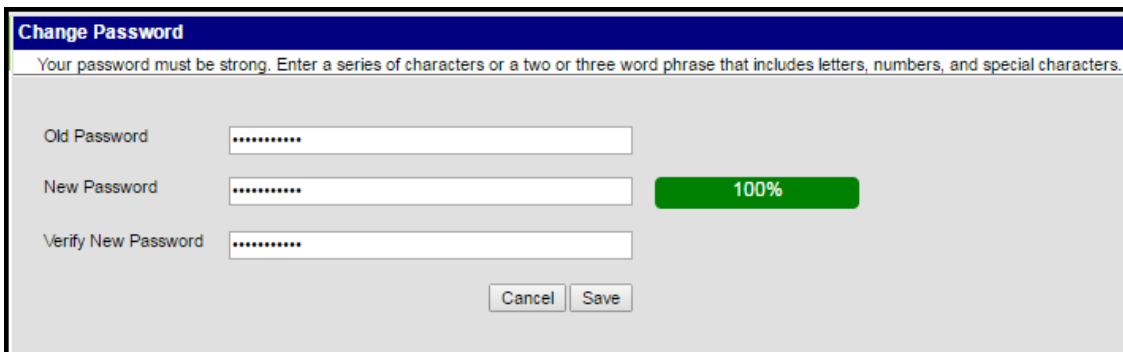 Change Password
Your password must be strong. Enter a series of characters or a two or three word phrase that includes letters, numbers, and special characters.
Old Password •••••••••••
New Password ••••••••••• 100%
Verify New Password •••••••••••
Cancel Save